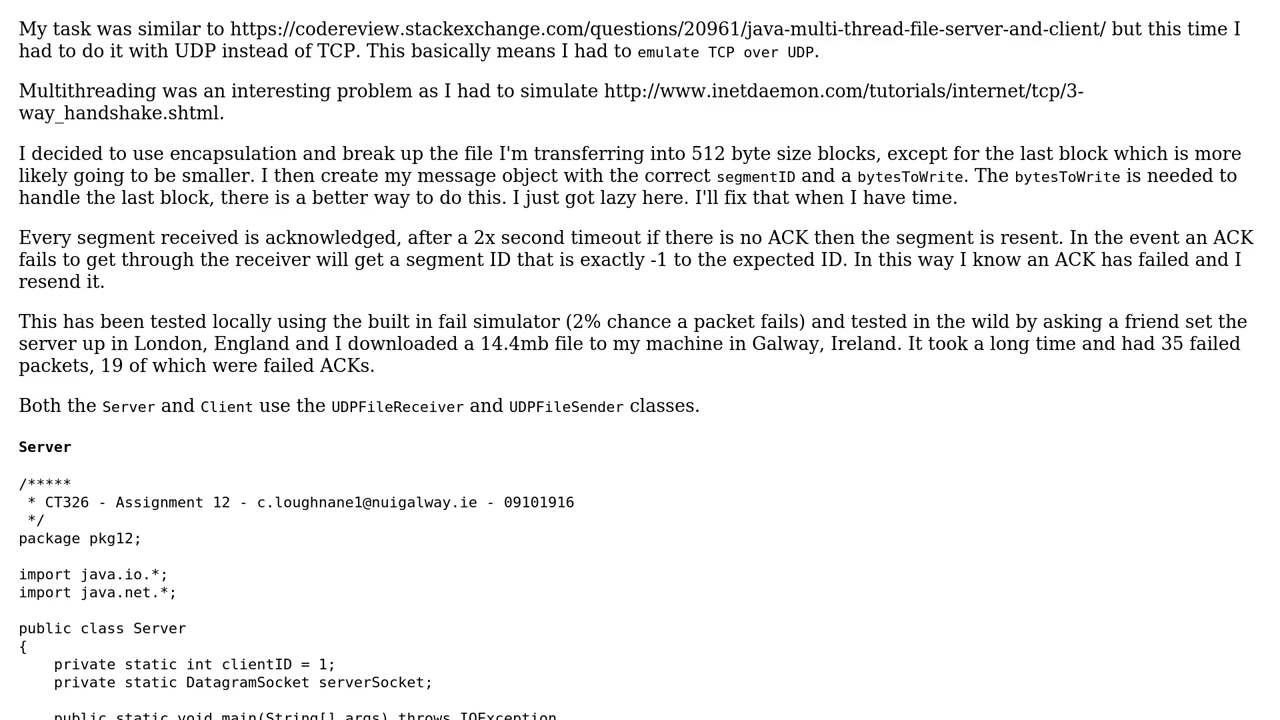 My task was similar to https://codereview.stackexchange.com/questions/20961/java-multi-thread-file-server-and-client/ but this time I
had to do it with UDP instead of TCP. This basically means I had to emulate TCP over UDP.
Multithreading was an interesting problem as I had to simulate http://www.inetdaemon.com/tutorials/internet/tcp/3-
way_handshake.shtml.
I decided to use encapsulation and break up the file I'm transferring into 512 byte size blocks, except for the last block which is more
likely going to be smaller. I then create my message object with the correct segmentID and a bytesToWrite. The bytesToWrite is needed to
handle the last block, there is a better way to do this. I just got lazy here. I'll fix that when I have time.
Every segment received is acknowledged, after a 2x second timeout if there is no ACK then the segment is resent. In the event an ACK
fails to get through the receiver will get a segment ID that is exactly -1 to the expected ID. In this way I know an ACK has failed and I
resend it.
This has been tested locally using the built in fail simulator (2% chance a packet fails) and tested in the wild by asking a friend set the
server up in London, England and I downloaded a 14.4mb file to my machine in Galway, Ireland. It took a long time and had 35 failed
packets, 19 of which were failed ACKs.
Both the Server and Client use the UDPFileReceiver and UDPFileSender classes.
Server
/*****
 * CT326 - Assignment 12 - c.loughnane1@nuigalway.ie - 09101916
 */
package pkg12;
import java.io.*;
import java.net.*;
public class Server
{
    private static int clientID = 1;
    private static DatagramSocket serverSocket;
    public static void main(String[] args) throws IOException